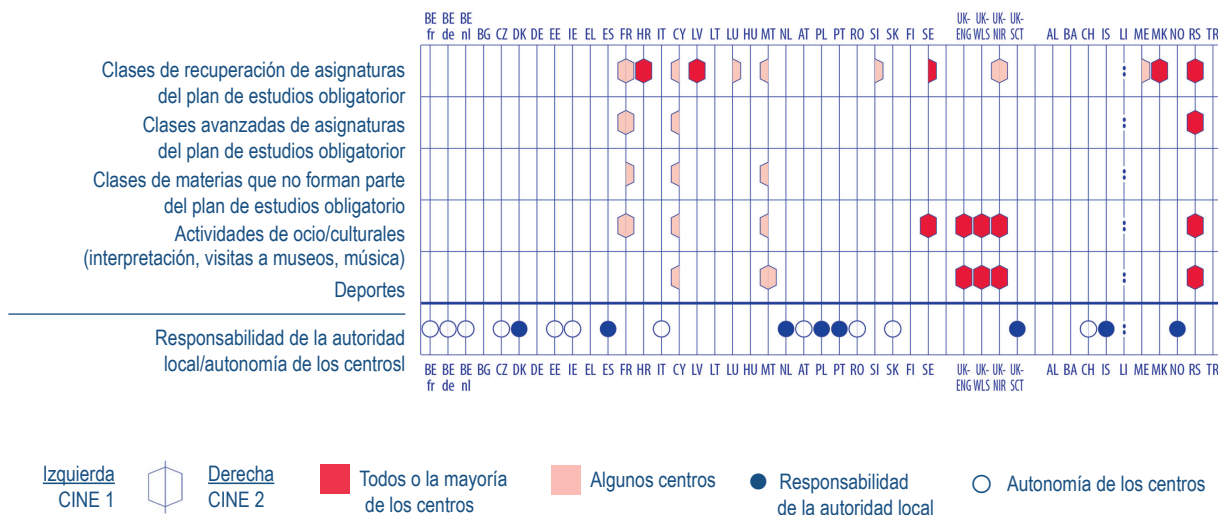 BE fr BE de BE nl BG CZ DK DE EE IE EL ES FR HR IT CY LV LT LU HU MT NL AT PL PT RO SI SK FI SE UK-ENG UK-WLS UK-NIR UK-SCT AL BA CH IS LI ME MK NO RS TR
Clases de recuperación de asignaturas
del plan de estudios obligatorior
Clases avanzadas de asignaturas
del plan de estudios obligatorior
Clases de materias que no forman parte
del plan de estudios obligatorio
Actividades de ocio/culturales
(interpretación, visitas a museos, música)
Deportes
Responsabilidad de la autoridad
local/autonomía de los centrosl
BE fr BE de BE nl BG CZ DK DE EE IE EL ES FR HR IT CY LV LT LU HU MT NL AT PL PT RO SI SK FI SE UK-ENG UK-WLS UK-NIR UK-SCT AL BA CH IS LI ME MK NO RS TR
Izquierda
CINE 1
Derecha
CINE 2
Todos o la mayoría
de los centros
Algunos centros
Responsabilidad
de la autoridad local
Autonomía de los centros